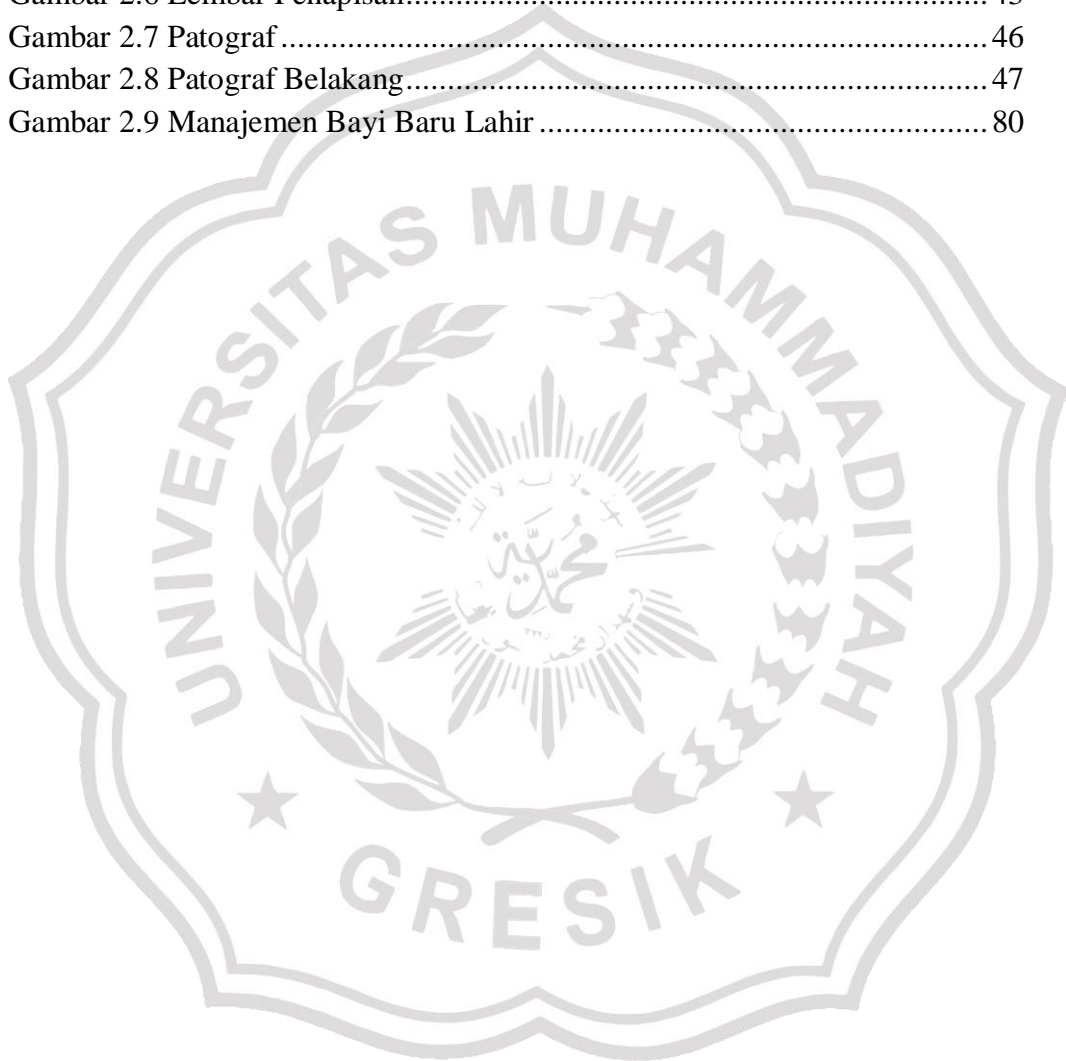 Gambar 2.7 Patograf ........................................................................................ 46
Gambar 2.8 Patograf Belakang ........................................................................ 47
Gambar 2.9 Manajemen Bayi Baru Lahir ........................................................ 80
UNIVERSITAS MUHAMMADIYAH
محمد
GRESIK